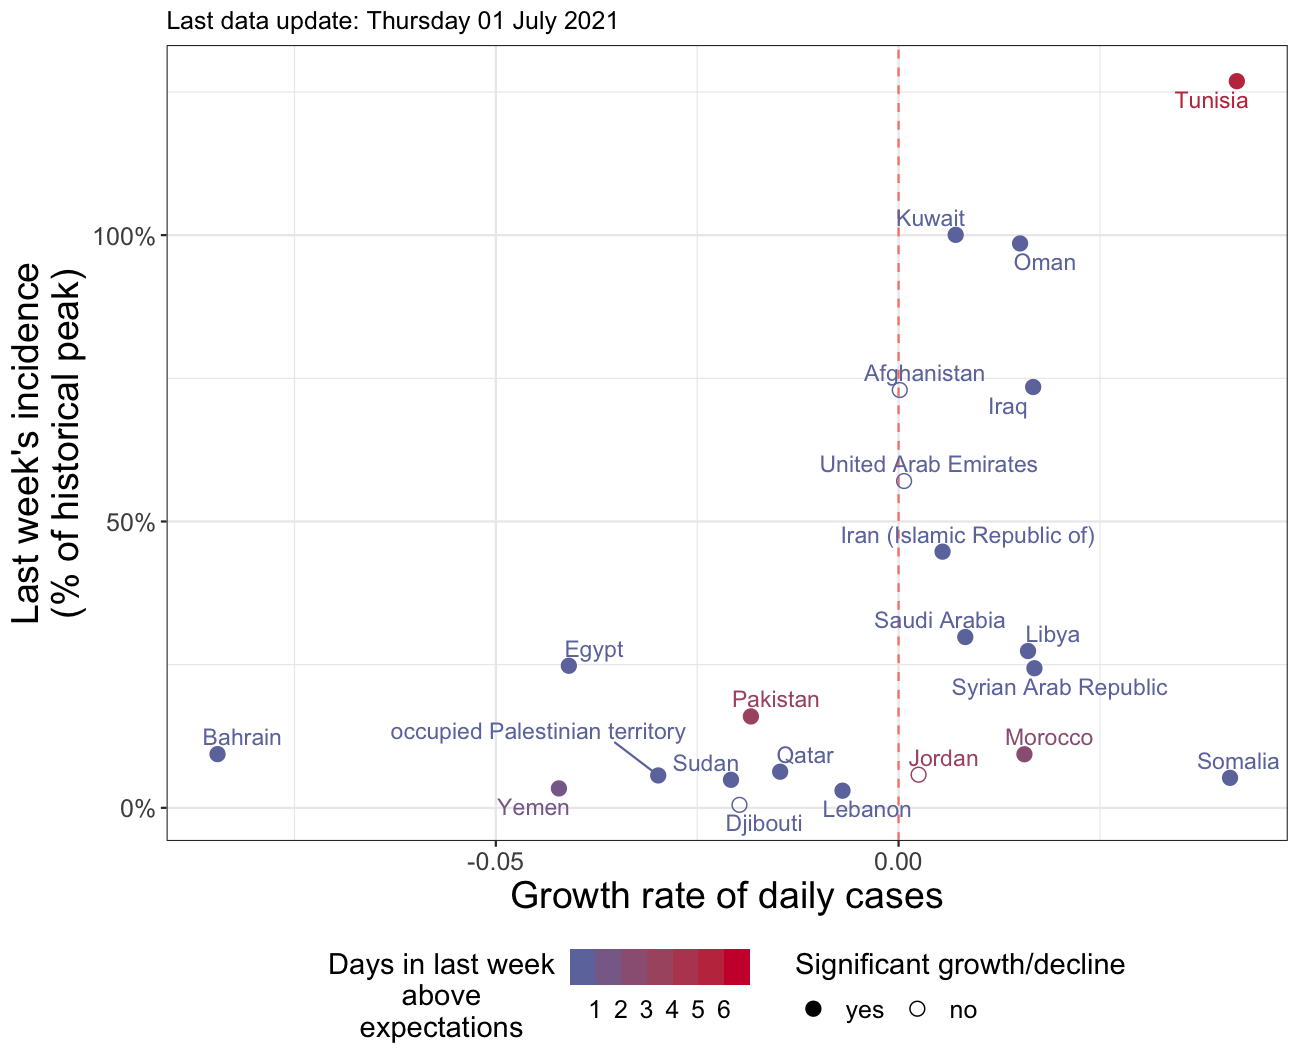 Last data update: Thursday 01 July 2021
Last week's incidence
(% of historical peak)
100%
50%
0%
Tunisia
Kuwait
Oman
Afghanistan
Iraq
United Arab Emirates
Iran (Islamic Republic of)
Saudi Arabia
Libya
Egypt
Syrian Arab Republic
Pakistan
occupied Palestinian territory
Bahrain
Morocco
Qatar
Jordan
Sudan
Somalia
Yemen
Lebanon
Djibouti
-0.05
0.00
Growth rate of daily cases
Days in last week
above
expectations
1 2 3 4 5 6
Significant growth/decline
yes
no